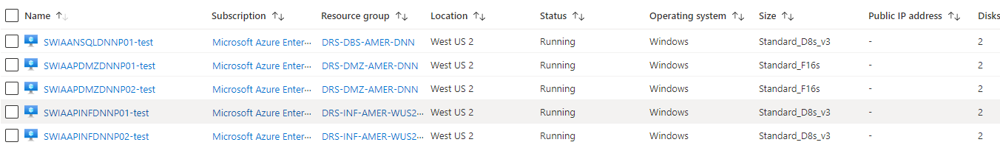 Name ↑↓ Subscription ↑↓ Resource group ↑↓ Location ↑↓ Status ↑↓ Operating system ↑↓ Size ↑↓ Public IP address ↑↓ Disks
SWIAANSQLDNNP01-test Microsoft Azure Enter... DRS-DBS-AMER-DNN West US 2 Running Windows Standard_D8s_v3 - 2
SWIAAPDMZDNNP01-test Microsoft Azure Enter... DRS-DMZ-AMER-DNN West US 2 Running Windows Standard_F16s - 2
SWIAAPDMZDNNP02-test Microsoft Azure Enter... DRS-DMZ-AMER-DNN West US 2 Running Windows Standard_F16s - 2
SWIAAPINFDNNP01-test Microsoft Azure Enter... DRS-INF-AMER-WUS2... West US 2 Running Windows Standard_D8s_v3 - 2
SWIAAPINFDNNP02-test Microsoft Azure Enter... DRS-INF-AMER-WUS2... West US 2 Running Windows Standard_D8s_v3 - 2